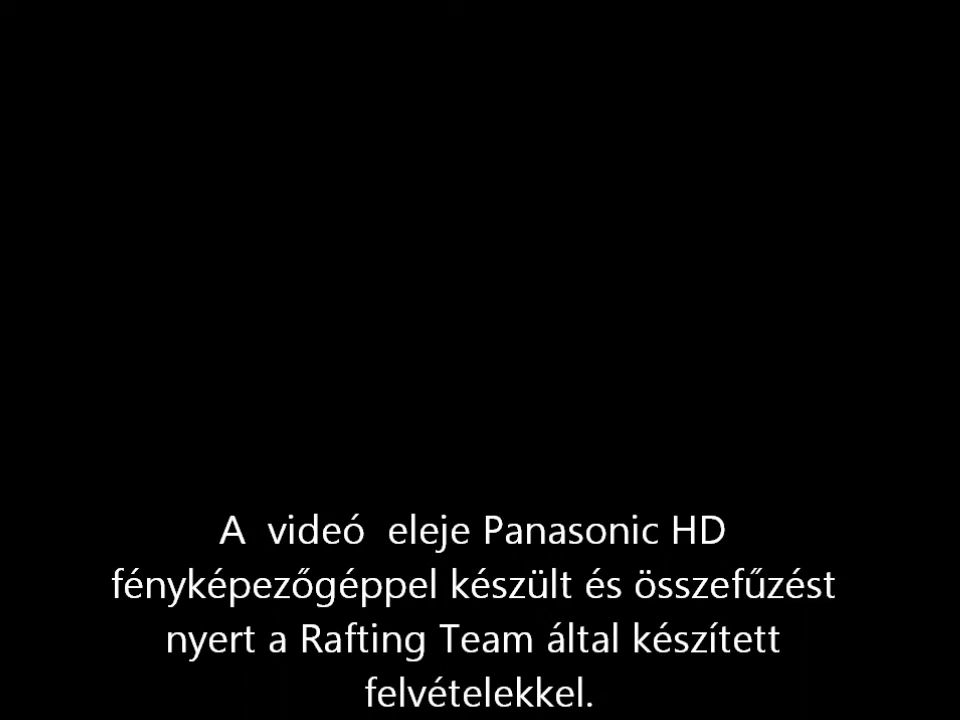 A videó eleje Panasonic HD
fényképezőgéppel készült és összefűzést
nyert a Rafting Team által készített
felvételekkel.